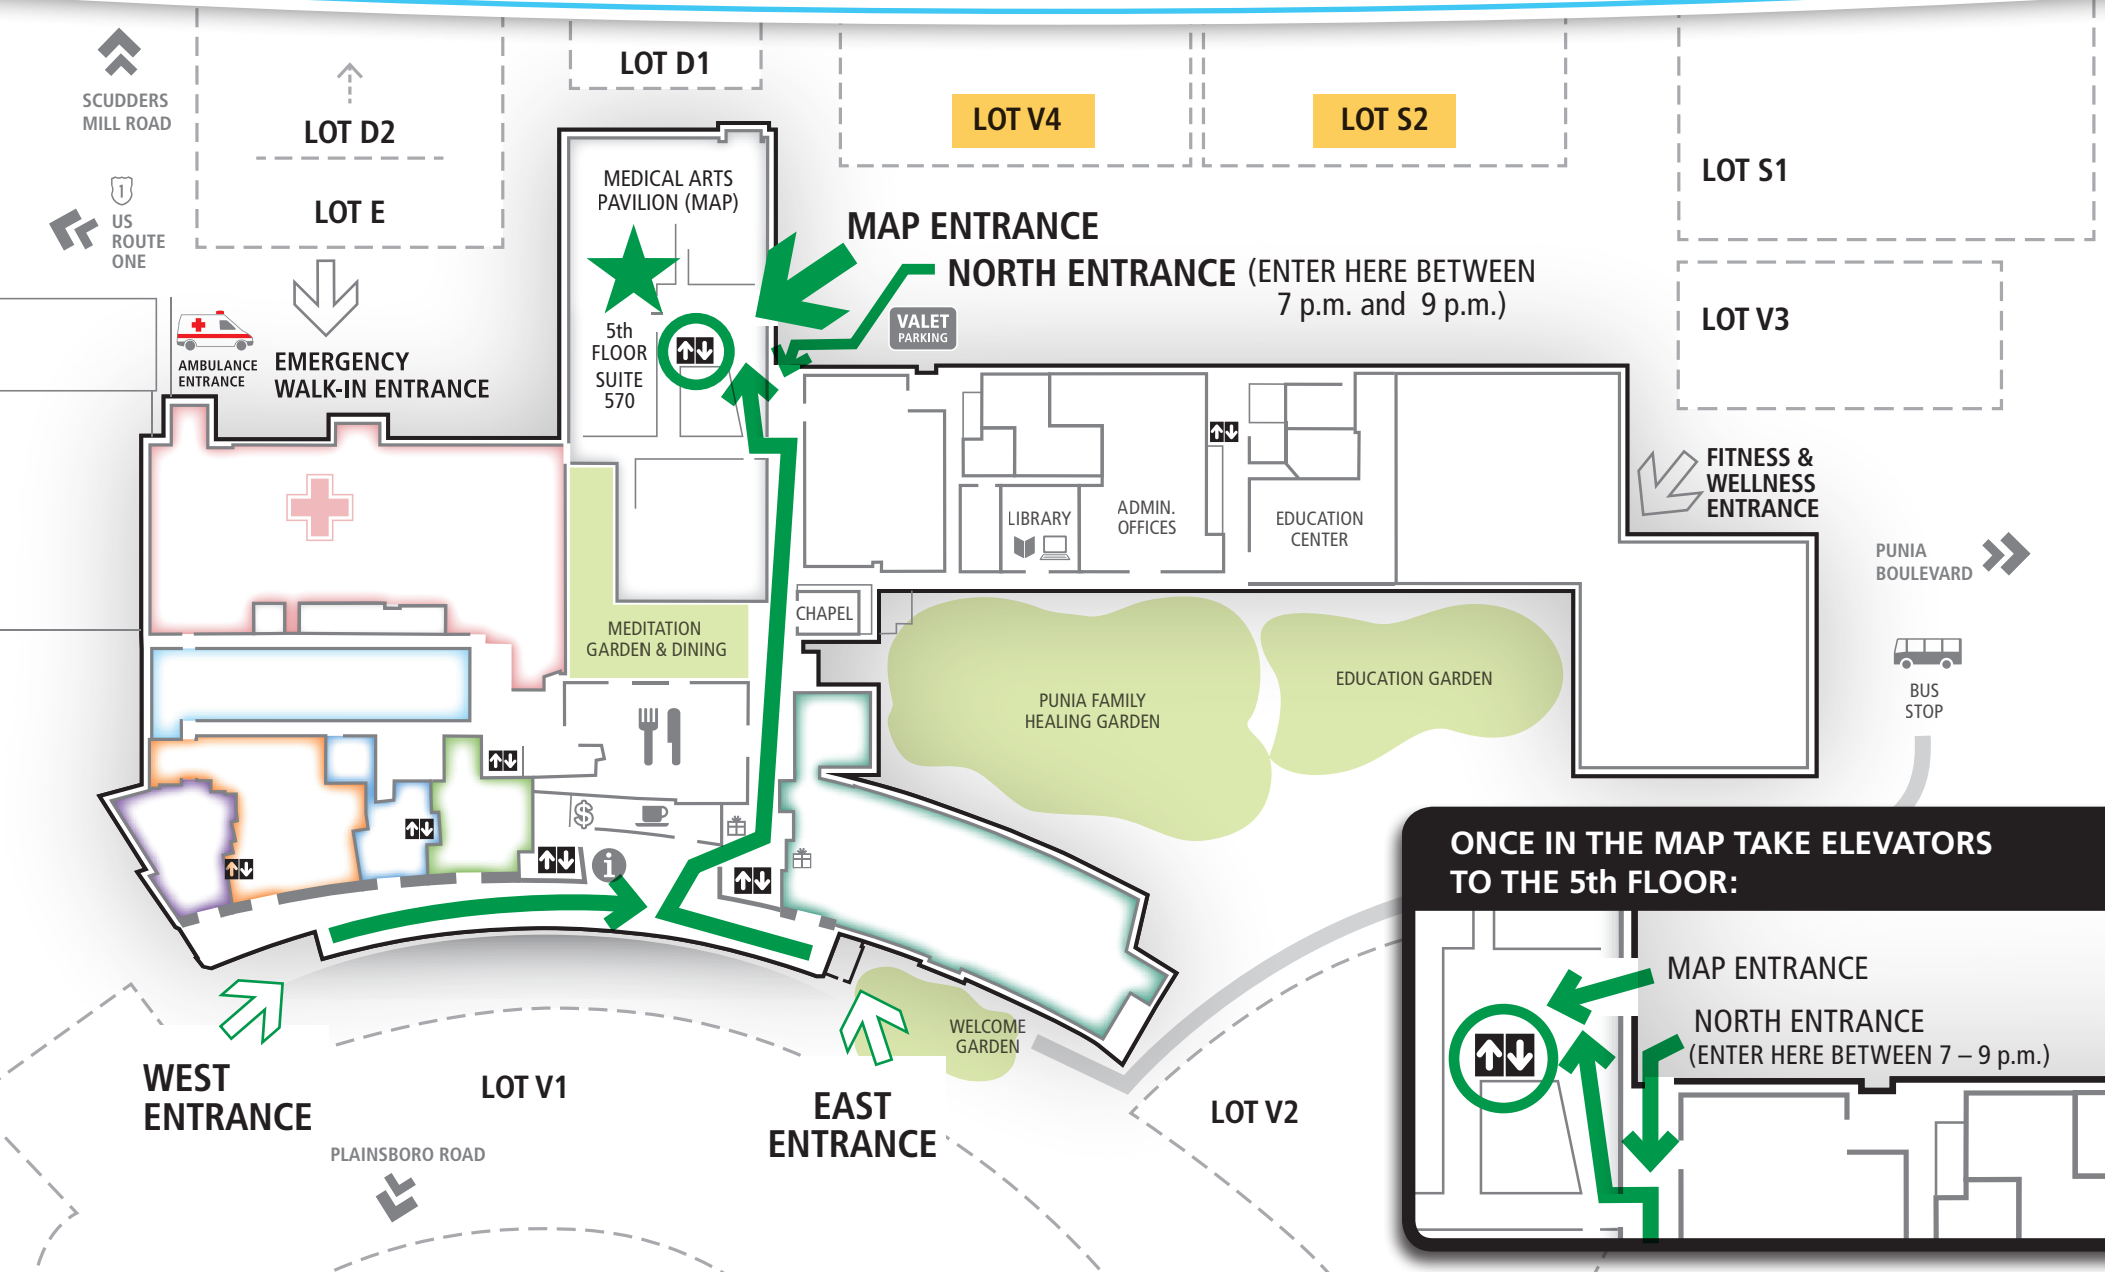 SCUDDERS
MILL ROAD
LOT D2
LOT D1
LOT V4
LOT S2
LOT S1
1
US
ROUTE
ONE
LOT E
MEDICAL ARTS
PAVILION (MAP)
MAP ENTRANCE
NORTH ENTRANCE (ENTER HERE BETWEEN
7 p.m. and 9 p.m.)
VALET
PARKING
LOT V3
5th
FLOOR
SUITE
570
AMBULANCE
ENTRANCE
EMERGENCY
WALK-IN ENTRANCE
FITNESS &
WELLNESS
ENTRANCE
LIBRARY
ADMIN.
OFFICES
EDUCATION
CENTER
PUNIA
BOULEVARD
CHAPEL
MEDITATION
GARDEN & DINING
PUNIA FAMILY
HEALING GARDEN
EDUCATION GARDEN
BUS
STOP
$
i
WELCOME
GARDEN
WEST
ENTRANCE
LOT V1
EAST
ENTRANCE
LOT V2
PLAINSBORO ROAD
ONCE IN THE MAP TAKE ELEVATORS
TO THE 5th FLOOR:
MAP ENTRANCE
NORTH ENTRANCE
(ENTER HERE BETWEEN 7 – 9 p.m.)